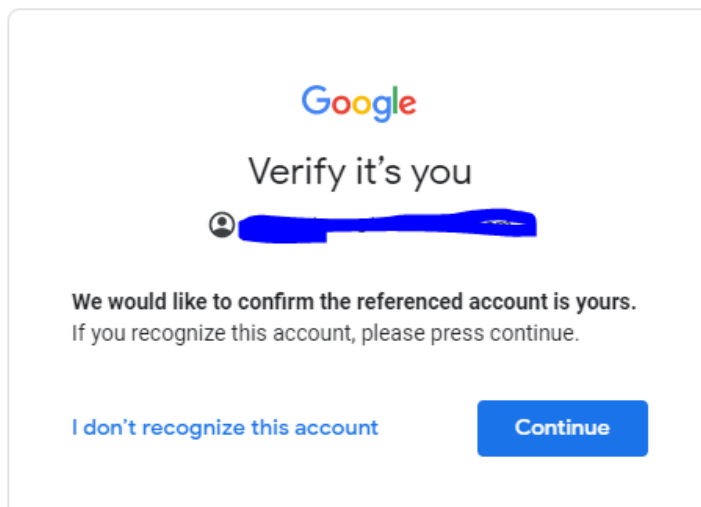 Google
Verify it's you
We would like to confirm the referenced account is yours.
If you recognize this account, please press continue.
I don't recognize this account
Continue